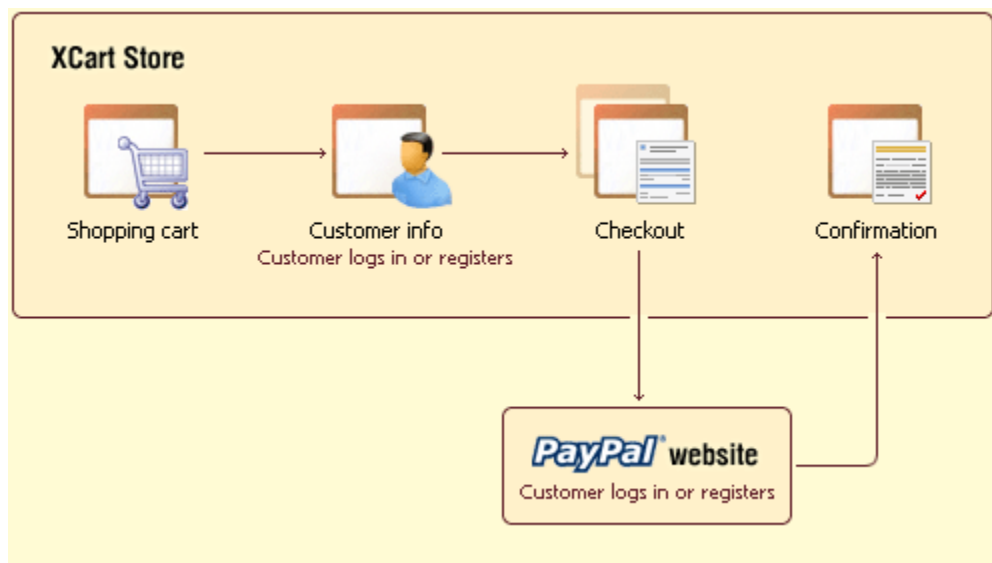 XCart Store
Shopping cart
Customer info
Customer logs in or registers
Checkout
Confirmation
PayPal® website
Customer logs in or registers